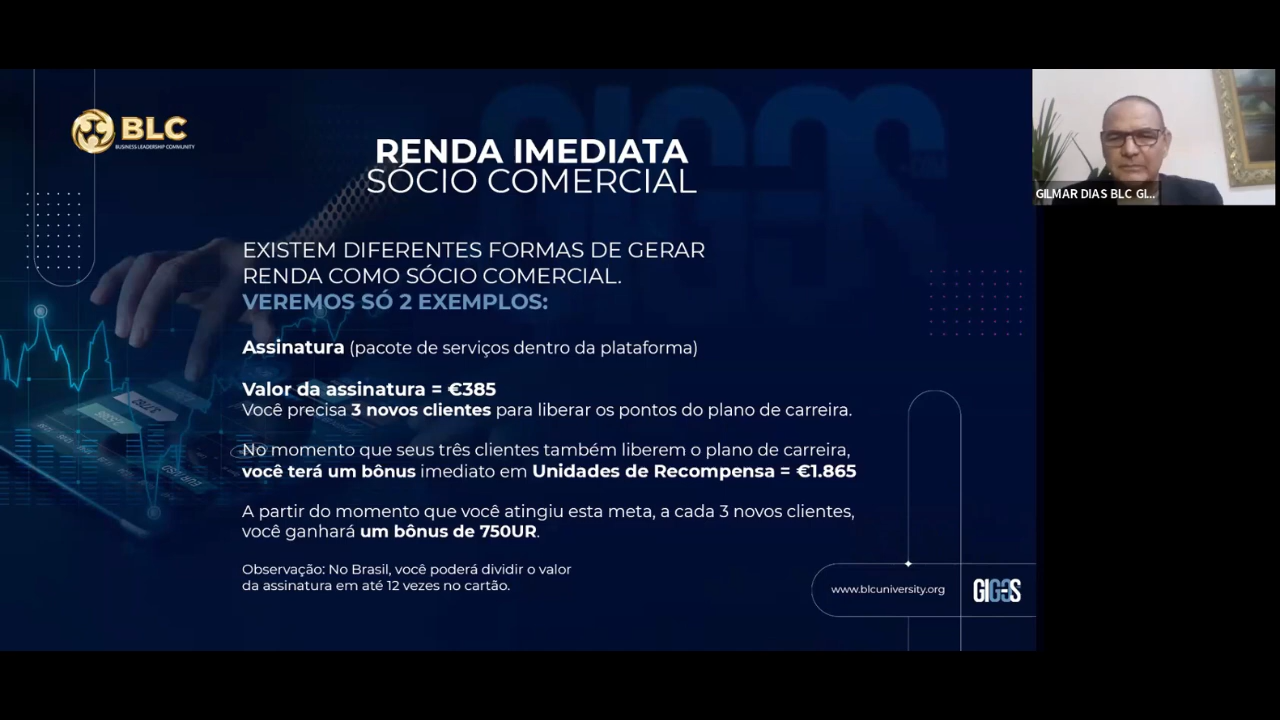 BLC
BUSINESS LEADERSHIP COMMUNITY
RENDA IMEDIATA
SÓCIO COMERCIAL
EXISTEM DIFERENTES FORMAS DE GERAR
RENDA COMO SÓCIO COMERCIAL.
VEREMOS SÓ 2 EXEMPLOS:
Assinatura (pacote de serviços dentro da plataforma)
Valor da assinatura = €385
Você precisa 3 novos clientes para liberar os pontos do plano de carreira.
No momento que seus três clientes também liberem o plano de carreira,
você terá um bônus imediato em Unidades de Recompensa = €1.865
A partir do momento que você atingiu esta meta, a cada 3 novos clientes,
você ganhará um bônus de 750UR.
Observação: No Brasil, você poderá dividir o valor
da assinatura em até 12 vezes no cartão.
www.blcuniversity.org
GIG3S
GILMAR DIAS BLC GI...